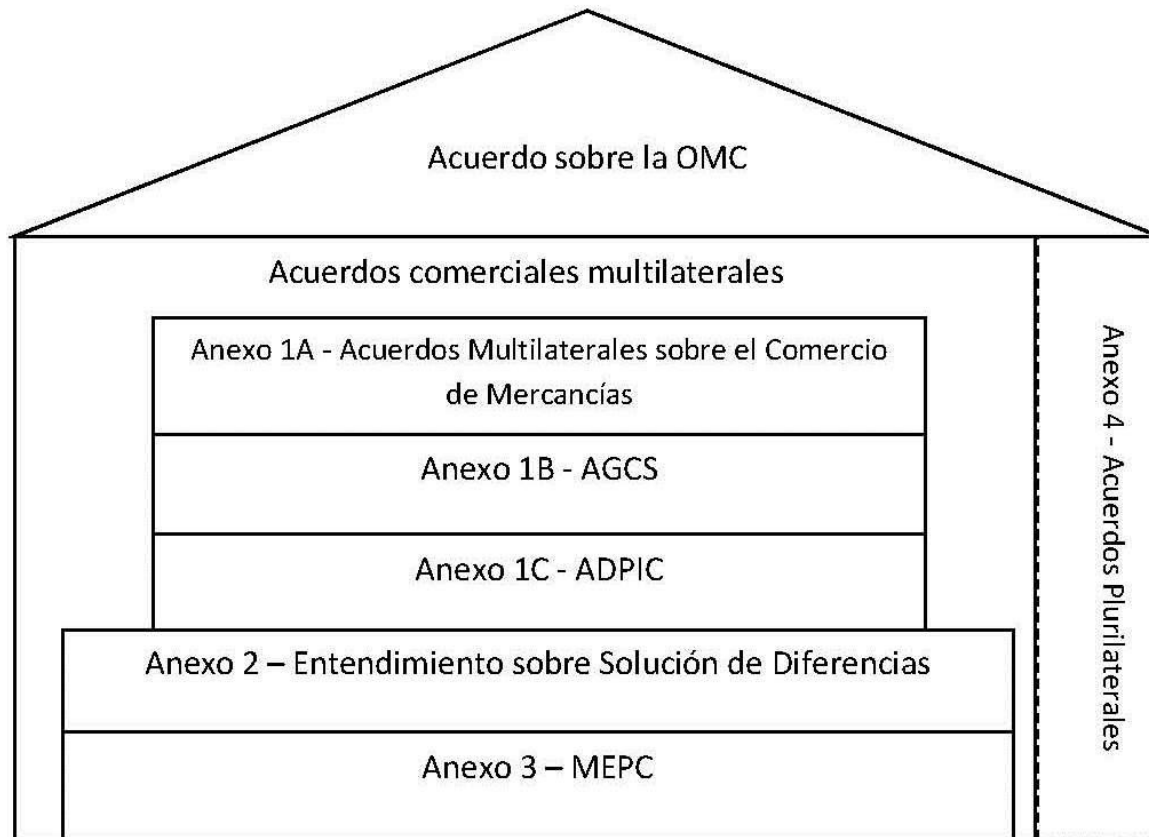 Acuerdo sobre la OMC
Acuerdos comerciales multilaterales
Anexo 1A - Acuerdos Multilaterales sobre el Comercio
de Mercancías
Anexo 1B - AGCS
Anexo 1C - ADPIC
Anexo 2 – Entendimiento sobre Solución de Diferencias
Anexo 3 – MEPC
Anexo 4 - Acuerdos Plurilaterales